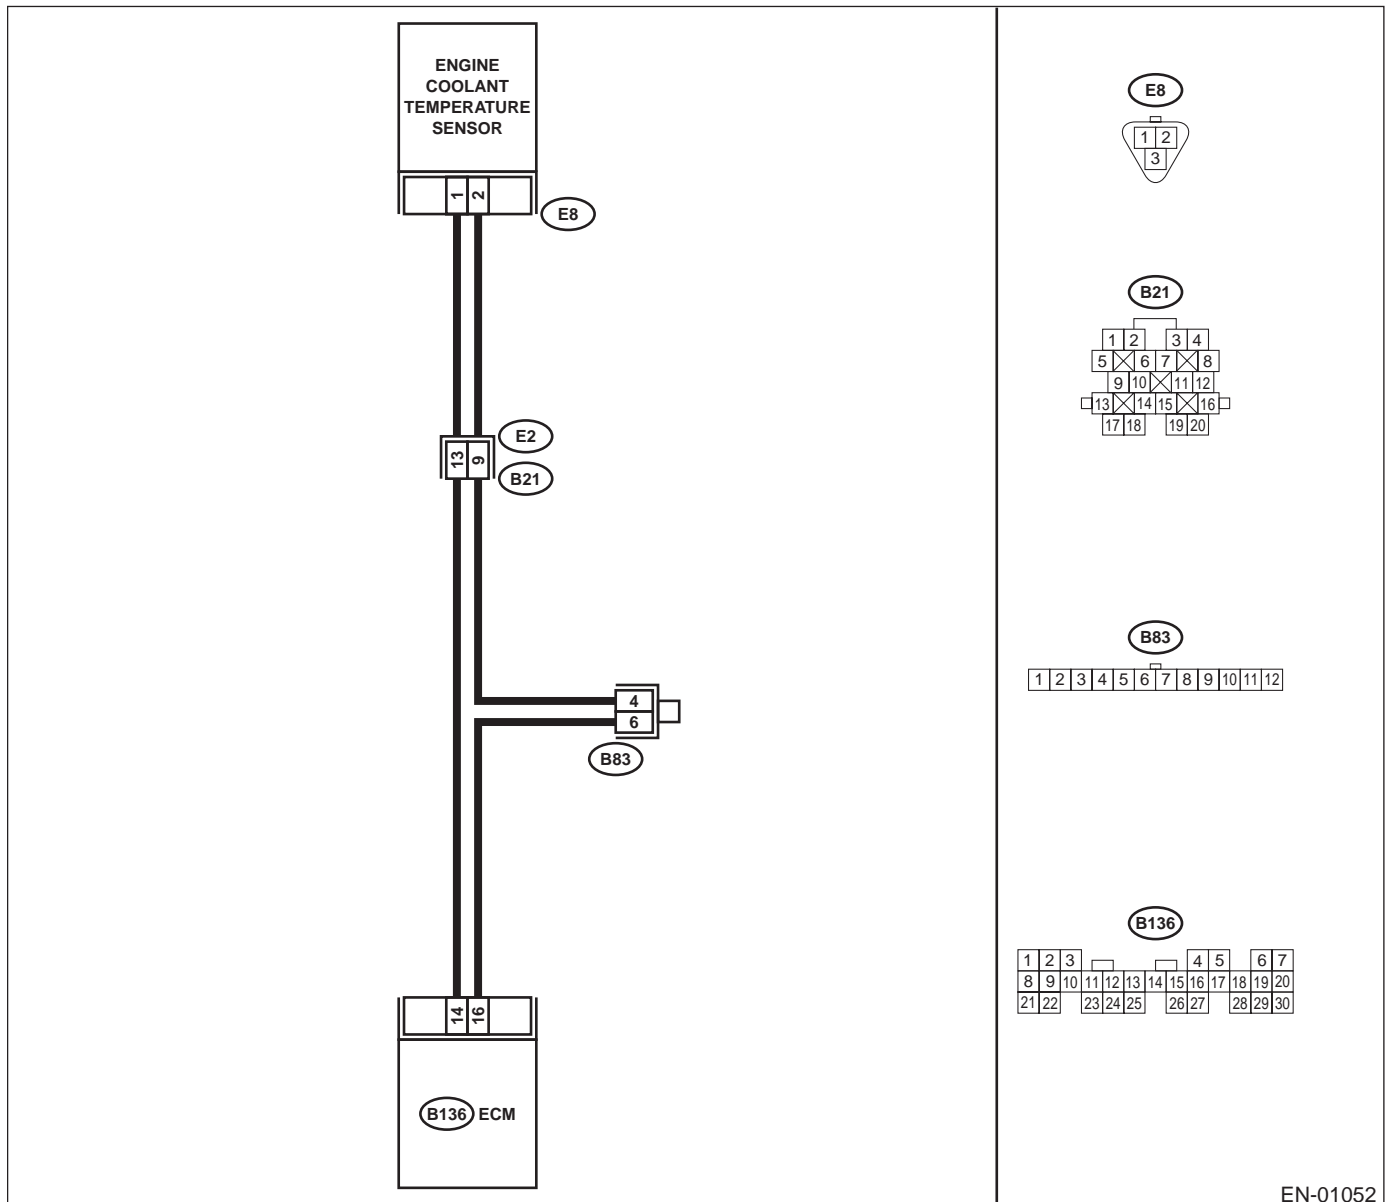 ENGINE
COOLANT
TEMPERATURE
SENSOR
1 2
E8
E2
13 9
B21
4
6
B83
14 16
B136 ECM
E8
1 2
3
B21
1 2 3 4
5 6 7 8
9 10 11 12
13 14 15 16
17 18 19 20
B83
1 2 3 4 5 6 7 8 9 10 11 12
B136
1 2 3 4 5 6 7
8 9 10 11 12 13 14 15 16 17 18 19 20
21 22 23 24 25 26 27 28 29 30
EN-01052